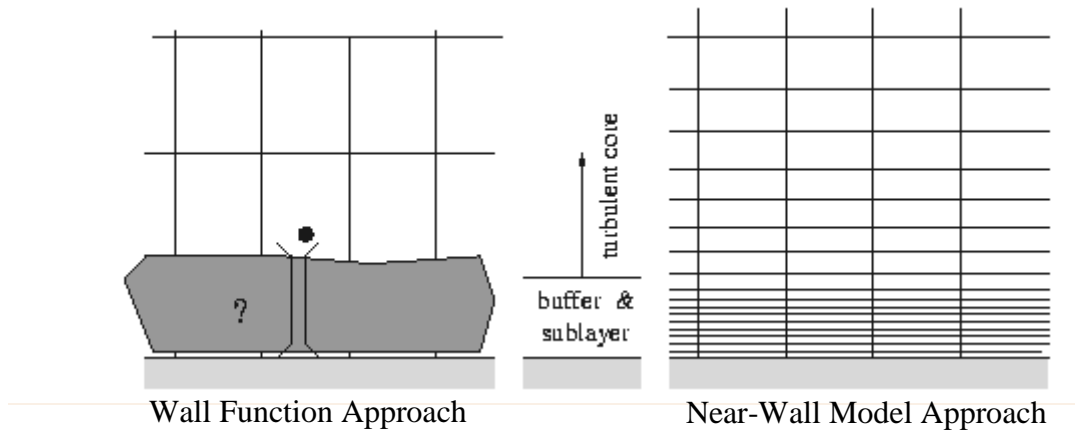 ?
turbulent core
buffer &
sublayer
Wall Function Approach
Near-Wall Model Approach